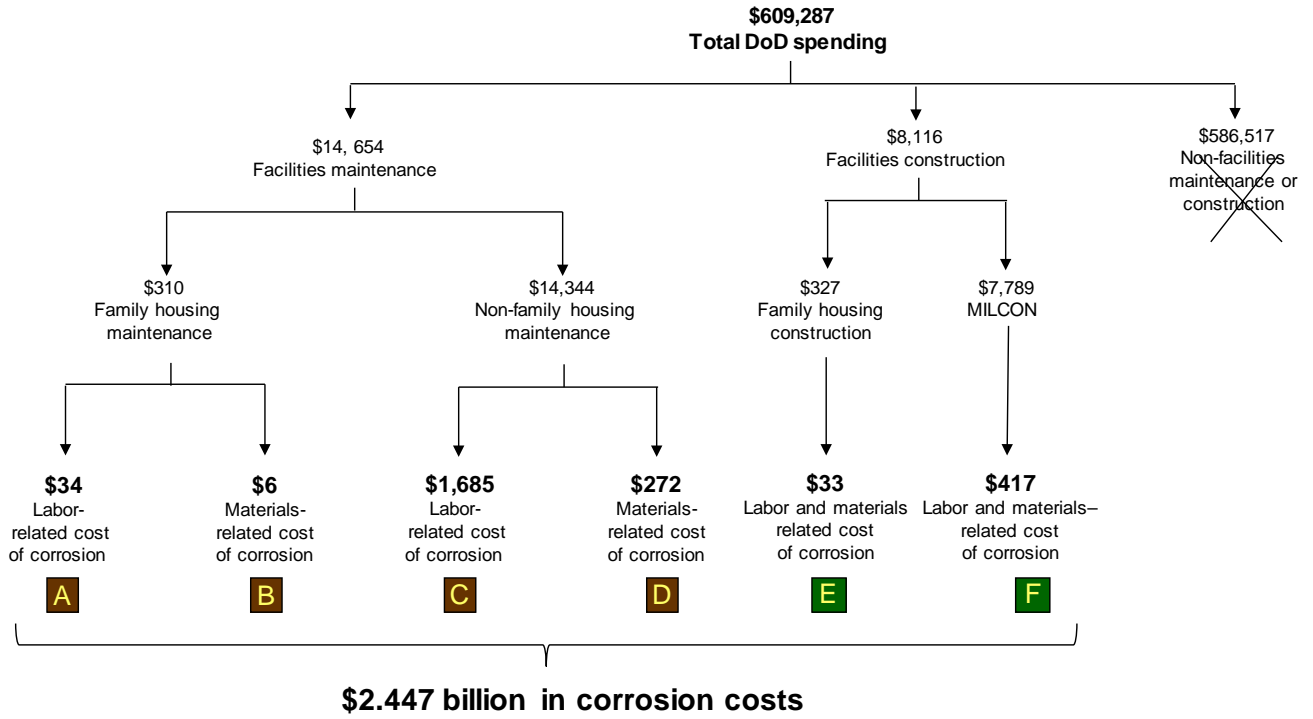 $609,287
Total DoD spending
$14, 654
Facilities maintenance
$8,116
Facilities construction
$586,517
Non-facilities
maintenance or
construction
$310
Family housing
maintenance
$14,344
Non-family housing
maintenance
$327
Family housing
construction
$7,789
MILCON
$34
Labor-
related cost
of corrosion
A
$6
Materials-
related cost
of corrosion
B
$1,685
Labor-
related cost
of corrosion
C
$272
Materials-
related cost
of corrosion
D
$33
Labor and materials
related cost
of corrosion
E
$417
Labor and materials–
related cost
of corrosion
F
$2.447 billion in corrosion costs